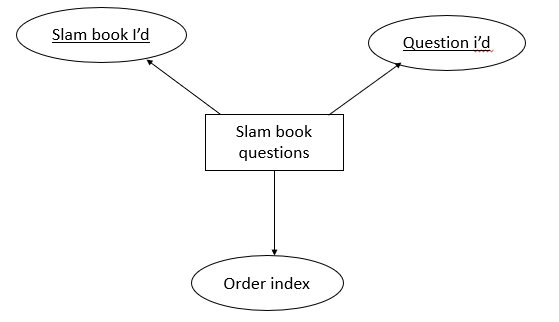 Slam book I’d
Question i’d
Slam book
questions
Order index